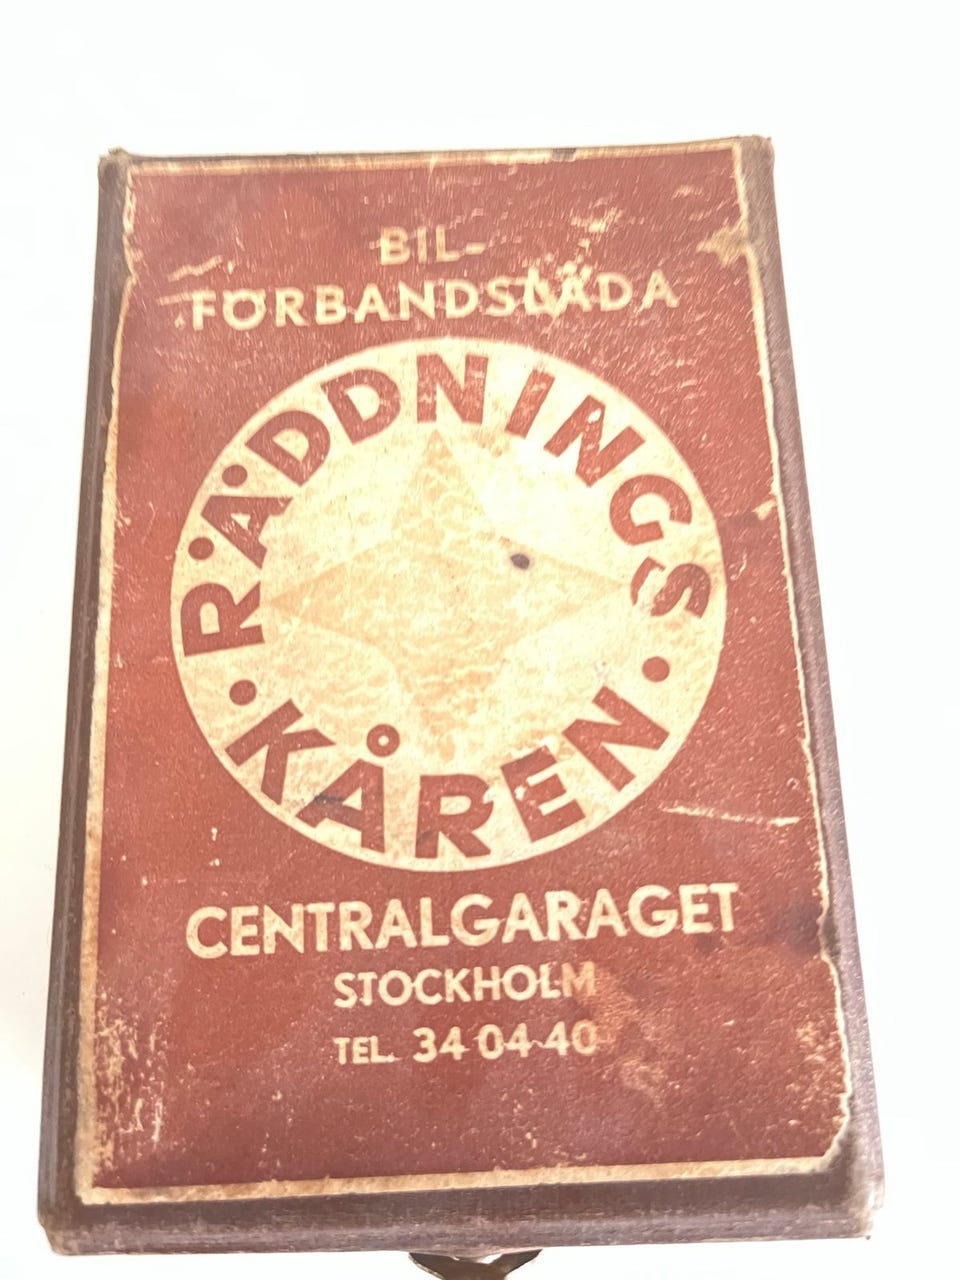 BIL-
FÖRBANDSLÅDA
RÄDDNINGS
· KÅREN ·
CENTRALGARAGET
STOCKHOLM
TEL. 34 04 40